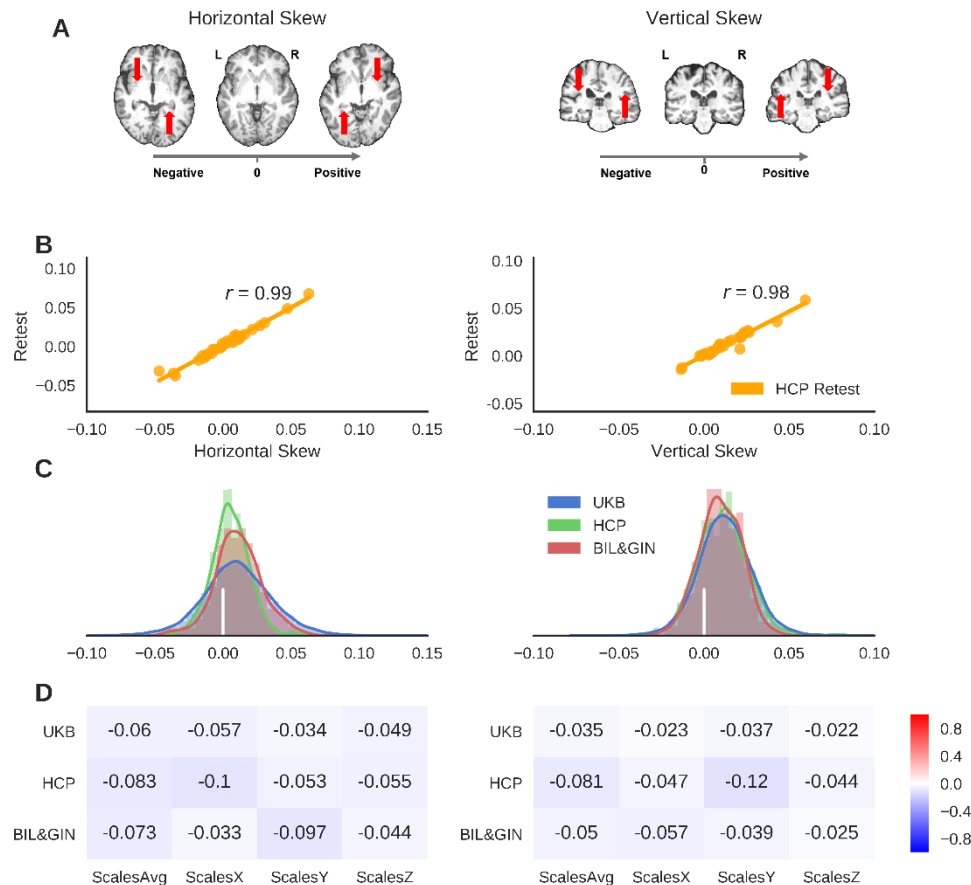 A
Horizontal Skew
L
R
Negative
0
Positive
Vertical Skew
L
R
Negative
0
Positive
B
0.10
0.05
0.00
−0.05
Retest
r = 0.99
−0.10
−0.05
0.00
0.05
0.10
0.15
Horizontal Skew
0.10
0.05
0.00
-0.05
Retest
r = 0.98
HCP Retest
−0.10
−0.05
0.00
0.05
0.10
Vertical Skew
C
−0.10
−0.05
0.00
0.05
0.10
0.15
UKB
HCP
BIL&GIN
−0.10
−0.05
0.00
0.05
0.10
D
UKB -0.06 -0.057 -0.034 -0.049
HCP -0.083 -0.1 -0.053 -0.055
BIL&GIN -0.073 -0.033 -0.097 -0.044
ScalesAvg ScalesX ScalesY ScalesZ
UKB -0.035 -0.023 -0.037 -0.022
HCP -0.081 -0.047 -0.12 -0.044
BIL&GIN -0.05 -0.057 -0.039 -0.025
ScalesAvg ScalesX ScalesY ScalesZ
0.8
0.4
0.0
−0.4
−0.8